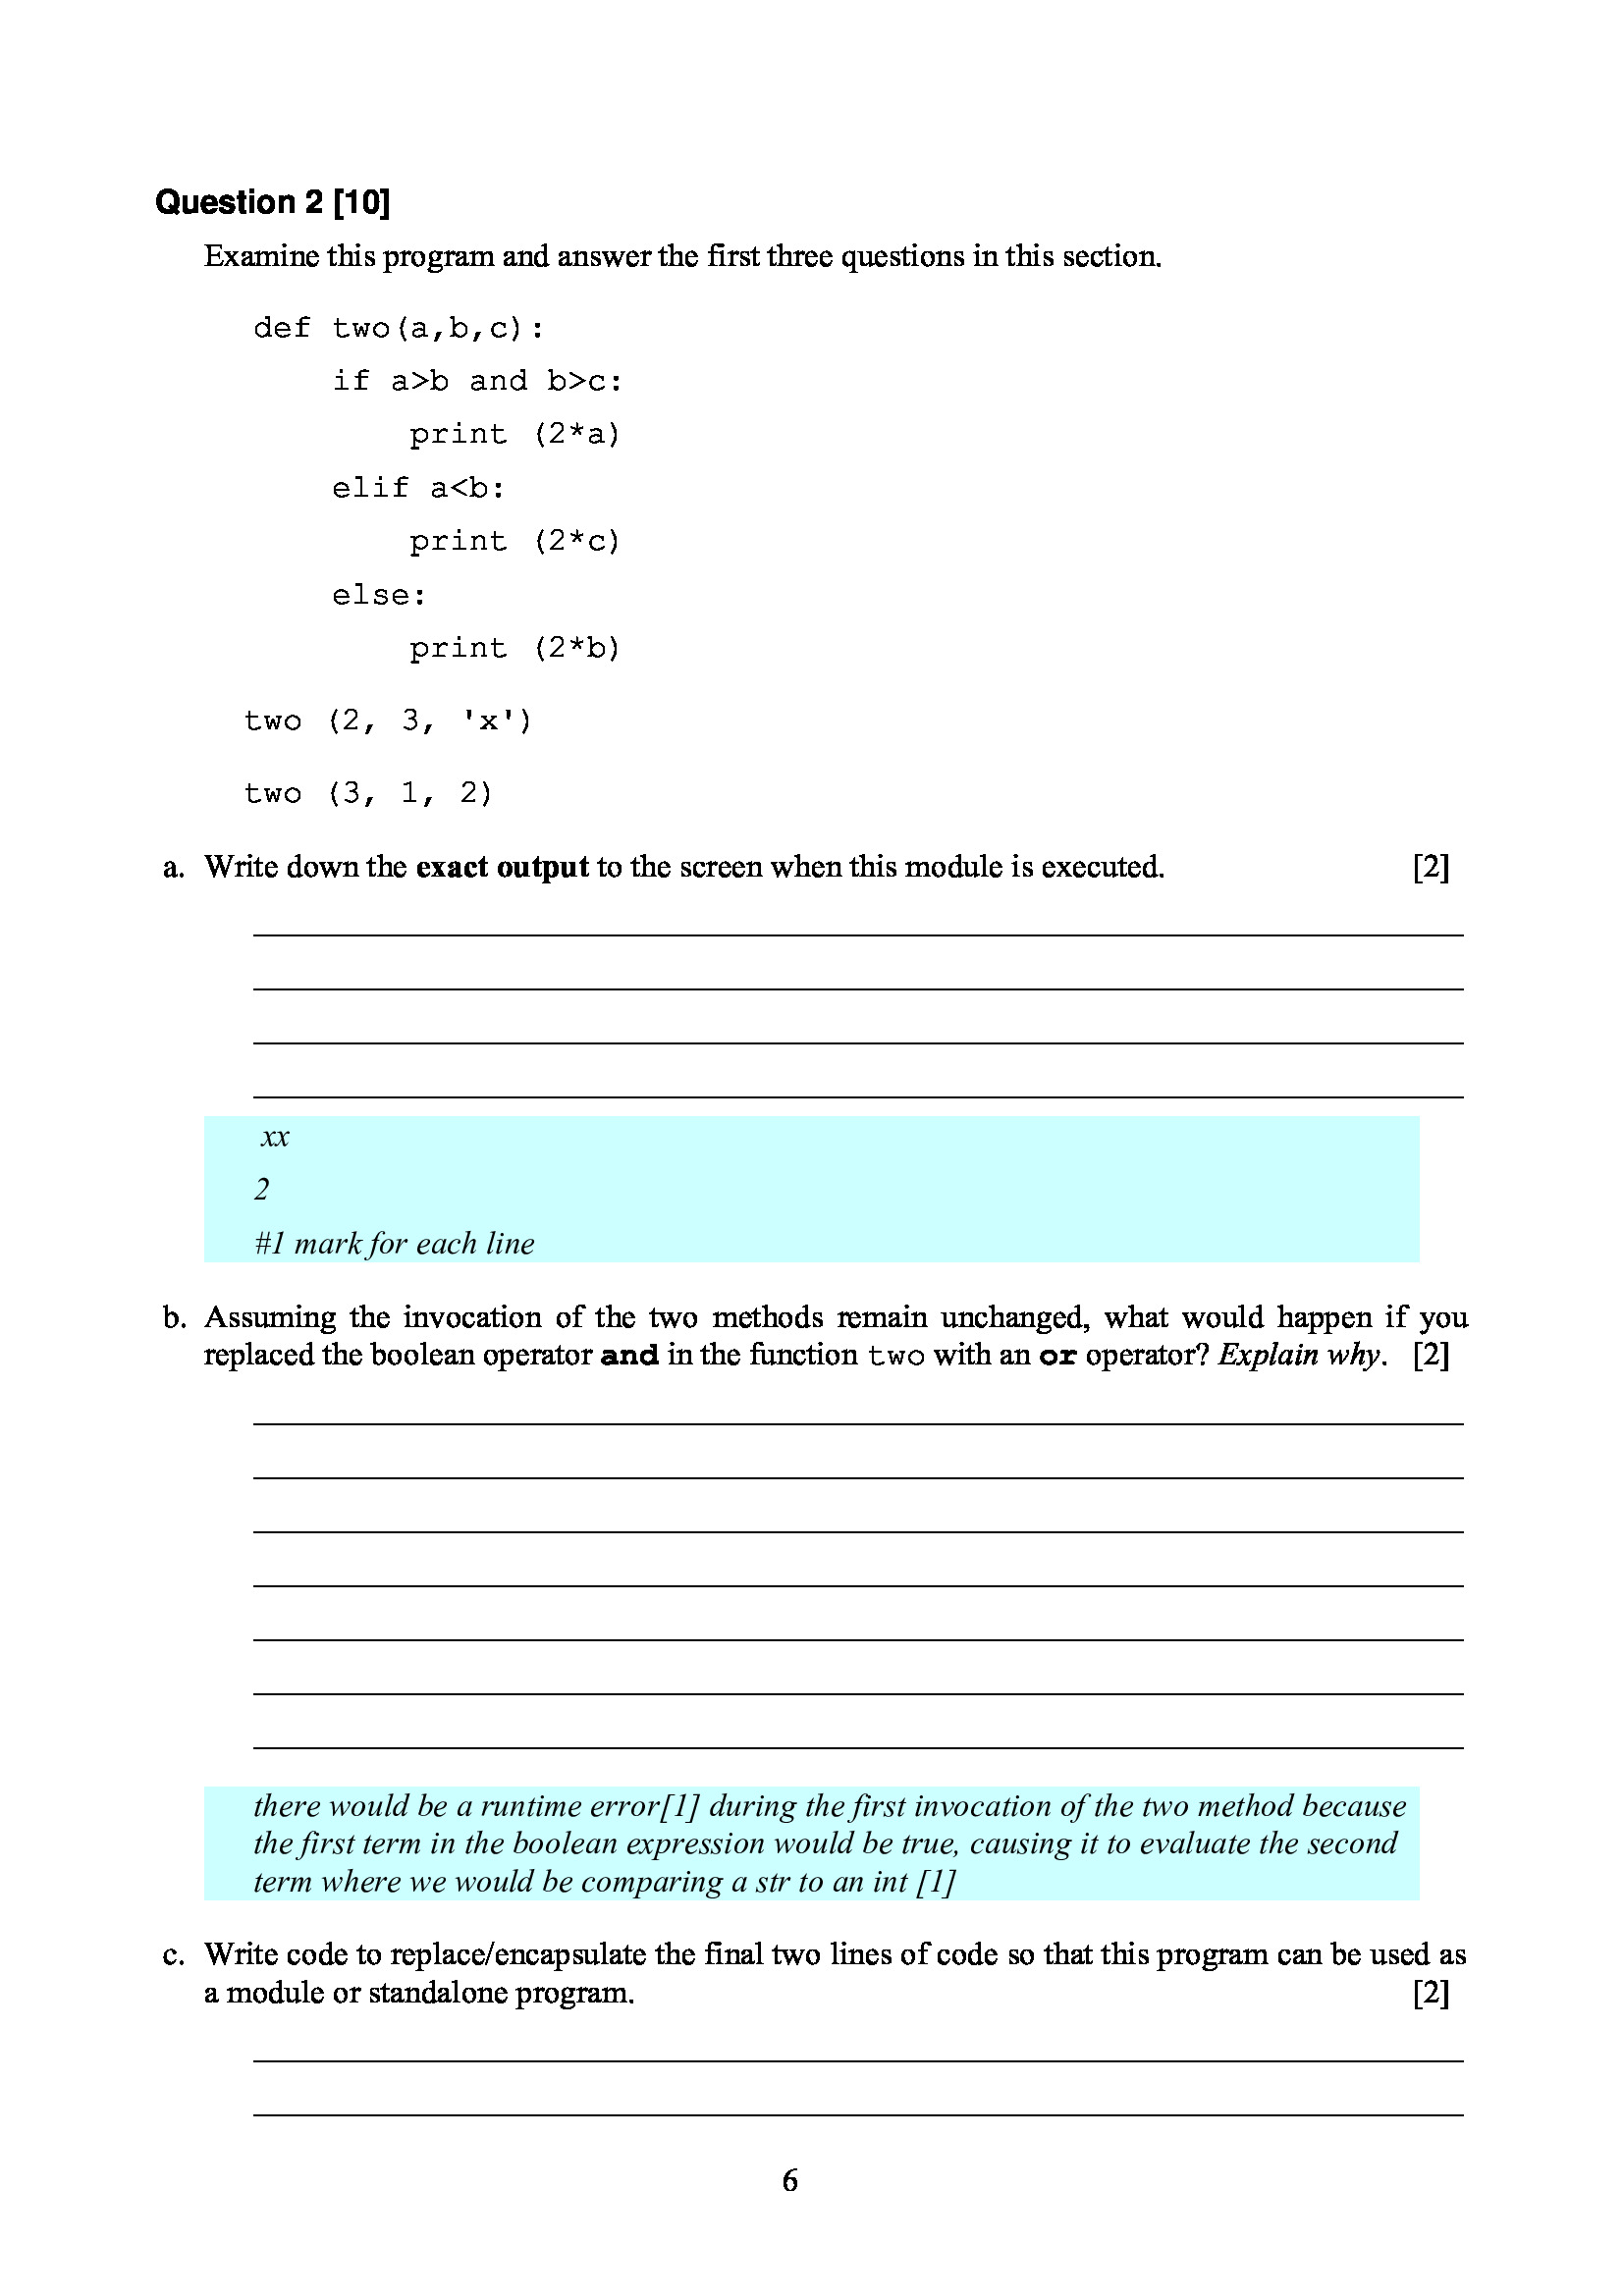 Question 2 [10]
Examine this program and answer the first three questions in this section.
def two(a,b,c):
    if a>b and b>c:
        print (2*a)
    elif a<b:
        print (2*c)
    else:
        print (2*b)
two (2, 3, 'x')
two (3, 1, 2)
a. Write down the exact output to the screen when this module is executed. [2]
xx
2
#1 mark for each line
b. Assuming the invocation of the two methods remain unchanged, what would happen if you
replaced the boolean operator and in the function two with an or operator? Explain why. [2]
there would be a runtime error[1] during the first invocation of the two method because
the first term in the boolean expression would be true, causing it to evaluate the second
term where we would be comparing a str to an int [1]
c. Write code to replace/encapsulate the final two lines of code so that this program can be used as
a module or standalone program. [2]
6